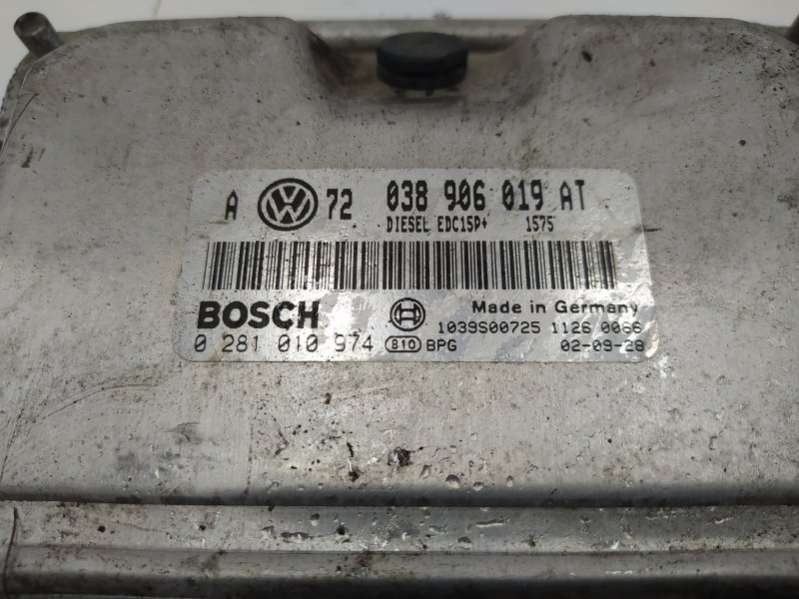 A VW 72 038 906 019 AT
DIESEL EDC15P+ 1575
BOSCH Made in Germany
1039S00725 1126 0066
0 281 010 974 810 BPG 02-09-28